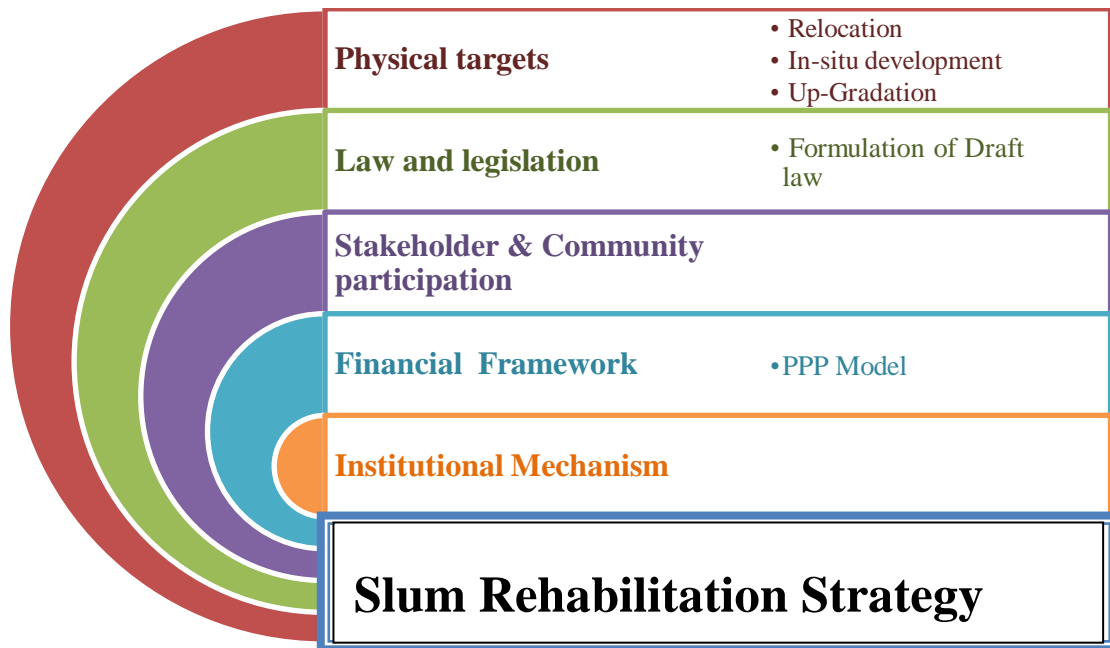 Physical targets
• Relocation
• In-situ development
• Up-Gradation
Law and legislation
• Formulation of Draft
law
Stakeholder & Community
participation
Financial Framework
•PPP Model
Institutional Mechanism
Slum Rehabilitation Strategy